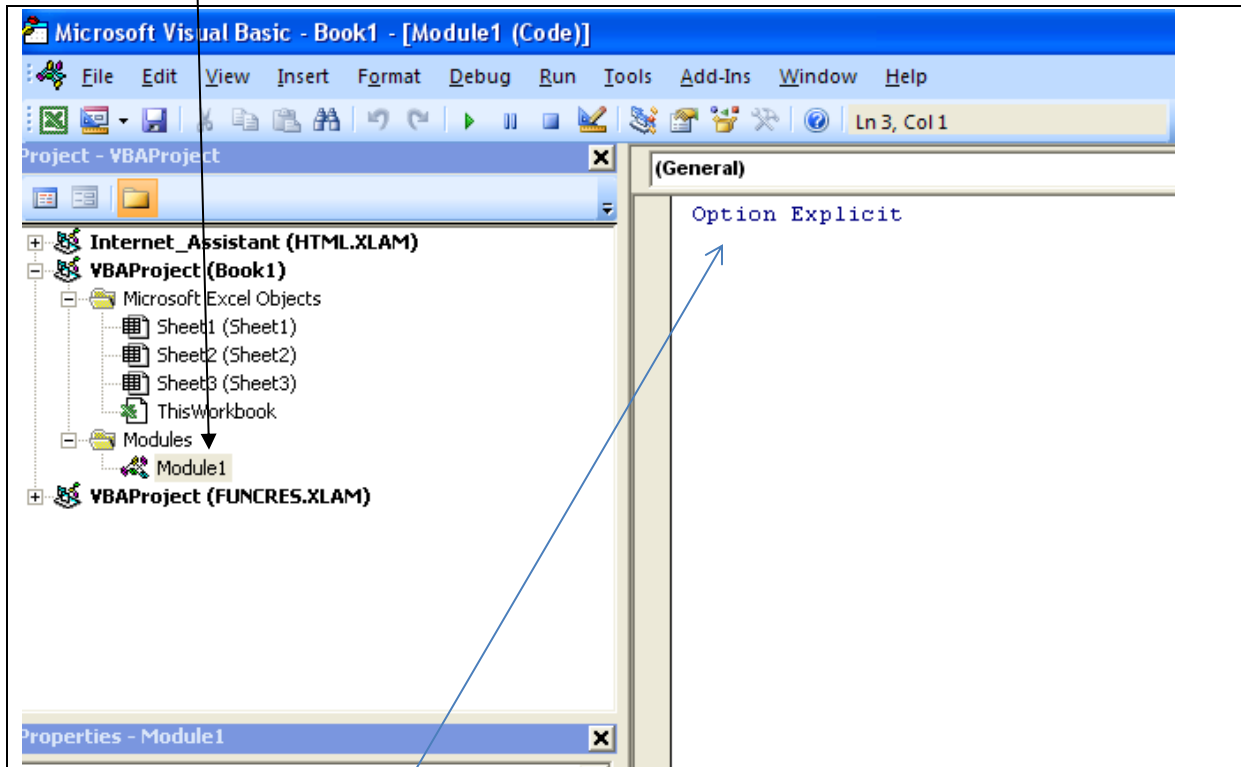 Microsoft Visual Basic - Book1 - [Module1 (Code)]
File Edit View Insert Format Debug Run Tools Add-Ins Window Help
Ln 3, Col 1
Project - VBAProject
(General)
Option Explicit
Internet_Assistant (HTML.XLAM)
VBAProject (Book1)
Microsoft Excel Objects
Sheet1 (Sheet1)
Sheet2 (Sheet2)
Sheet3 (Sheet3)
ThisWorkbook
Modules
Module1
VBAProject (FUNCRES.XLAM)
Properties - Module1